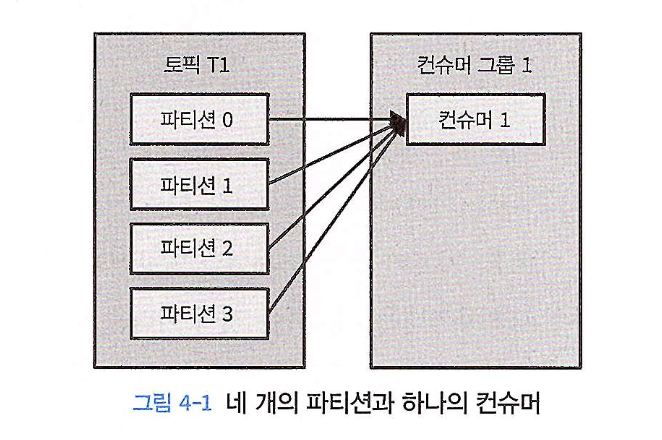 토픽 T1
파티션 0
파티션 1
파티션 2
파티션 3
컨슈머 그룹 1
컨슈머 1
그림 4-1 네 개의 파티션과 하나의 컨슈머